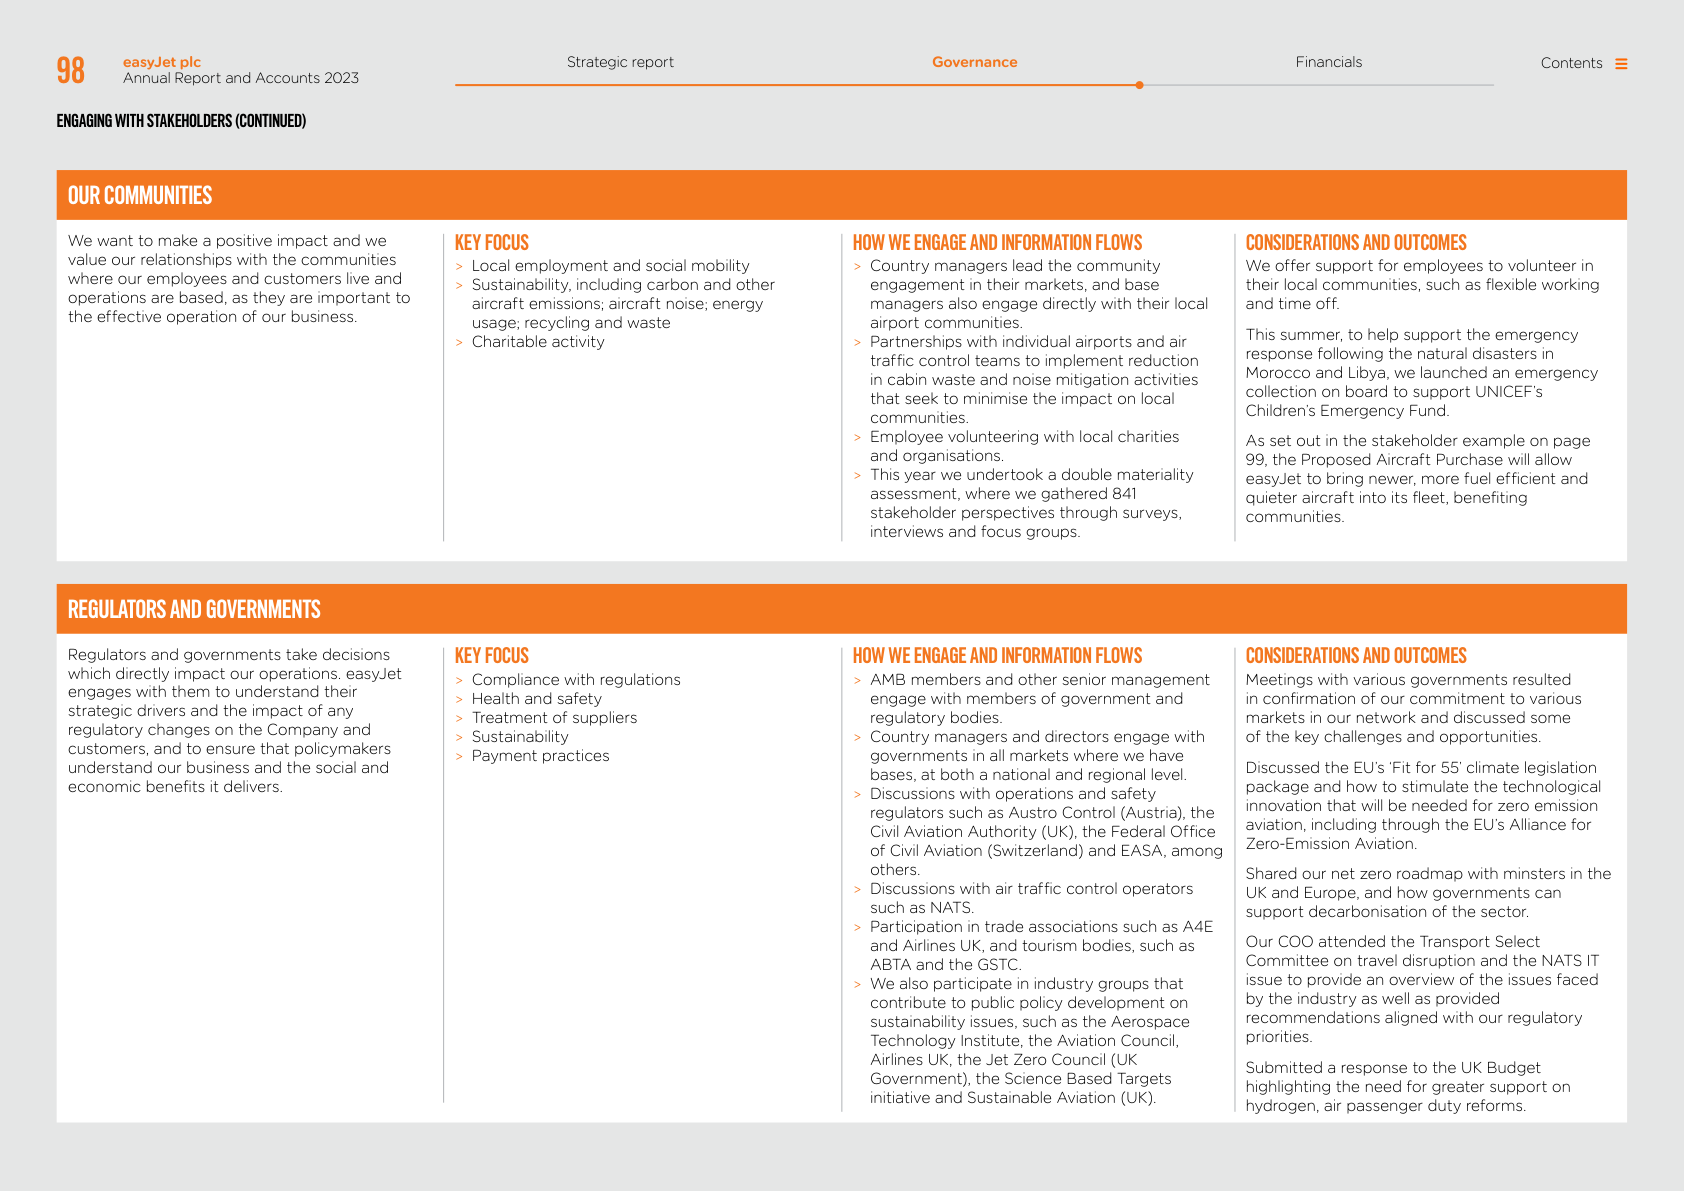 98
easyJet plc
Annual Report and Accounts 2023
Strategic report
Governance
Financials
Contents
ENGAGING WITH STAKEHOLDERS (CONTINUED)
OUR COMMUNITIES
We want to make a positive impact and we
value our relationships with the communities
where our employees and customers live and
operations are based, as they are important to
the effective operation of our business.
KEY FOCUS
> Local employment and social mobility
> Sustainability, including carbon and other
aircraft emissions; aircraft noise; energy
usage; recycling and waste
> Charitable activity
HOW WE ENGAGE AND INFORMATION FLOWS
> Country managers lead the community
engagement in their markets, and base
managers also engage directly with their local
airport communities.
> Partnerships with individual airports and air
traffic control teams to implement reduction
in cabin waste and noise mitigation activities
that seek to minimise the impact on local
communities.
> Employee volunteering with local charities
and organisations.
> This year we undertook a double materiality
assessment, where we gathered 841
stakeholder perspectives through surveys,
interviews and focus groups.
CONSIDERATIONS AND OUTCOMES
We offer support for employees to volunteer in
their local communities, such as flexible working
and time off.
This summer, to help support the emergency
response following the natural disasters in
Morocco and Libya, we launched an emergency
collection on board to support UNICEF's
Children's Emergency Fund.
As set out in the stakeholder example on page
99, the Proposed Aircraft Purchase will allow
easyJet to bring newer, more fuel efficient and
quieter aircraft into its fleet, benefiting
communities.
REGULATORS AND GOVERNMENTS
Regulators and governments take decisions
which directly impact our operations. easyJet
engages with them to understand their
strategic drivers and the impact of any
regulatory changes on the Company and
customers, and to ensure that policymakers
understand our business and the social and
economic benefits it delivers.
KEY FOCUS
> Compliance with regulations
> Health and safety
> Treatment of suppliers
> Sustainability
> Payment practices
HOW WE ENGAGE AND INFORMATION FLOWS
> AMB members and other senior management
engage with members of government and
regulatory bodies.
> Country managers and directors engage with
governments in all markets where we have
bases, at both a national and regional level.
> Discussions with operations and safety
regulators such as Austro Control (Austria), the
Civil Aviation Authority (UK), the Federal Office
of Civil Aviation (Switzerland) and EASA, among
others.
> Discussions with air traffic control operators
such as NATS.
> Participation in trade associations such as A4E
and Airlines UK, and tourism bodies, such as
ABTA and the GSTC.
> We also participate in industry groups that
contribute to public policy development on
sustainability issues, such as the Aerospace
Technology Institute, the Aviation Council,
Airlines UK, the Jet Zero Council (UK
Government), the Science Based Targets
initiative and Sustainable Aviation (UK).
CONSIDERATIONS AND OUTCOMES
Meetings with various governments resulted
in confirmation of our commitment to various
markets in our network and discussed some
of the key challenges and opportunities.
Discussed the EU's 'Fit for 55' climate legislation
package and how to stimulate the technological
innovation that will be needed for zero emission
aviation, including through the EU's Alliance for
Zero-Emission Aviation.
Shared our net zero roadmap with minsters in the
UK and Europe, and how governments can
support decarbonisation of the sector.
Our COO attended the Transport Select
Committee on travel disruption and the NATS IT
issue to provide an overview of the issues faced
by the industry as well as provided
recommendations aligned with our regulatory
priorities.
Submitted a response to the UK Budget
highlighting the need for greater support on
hydrogen, air passenger duty reforms.